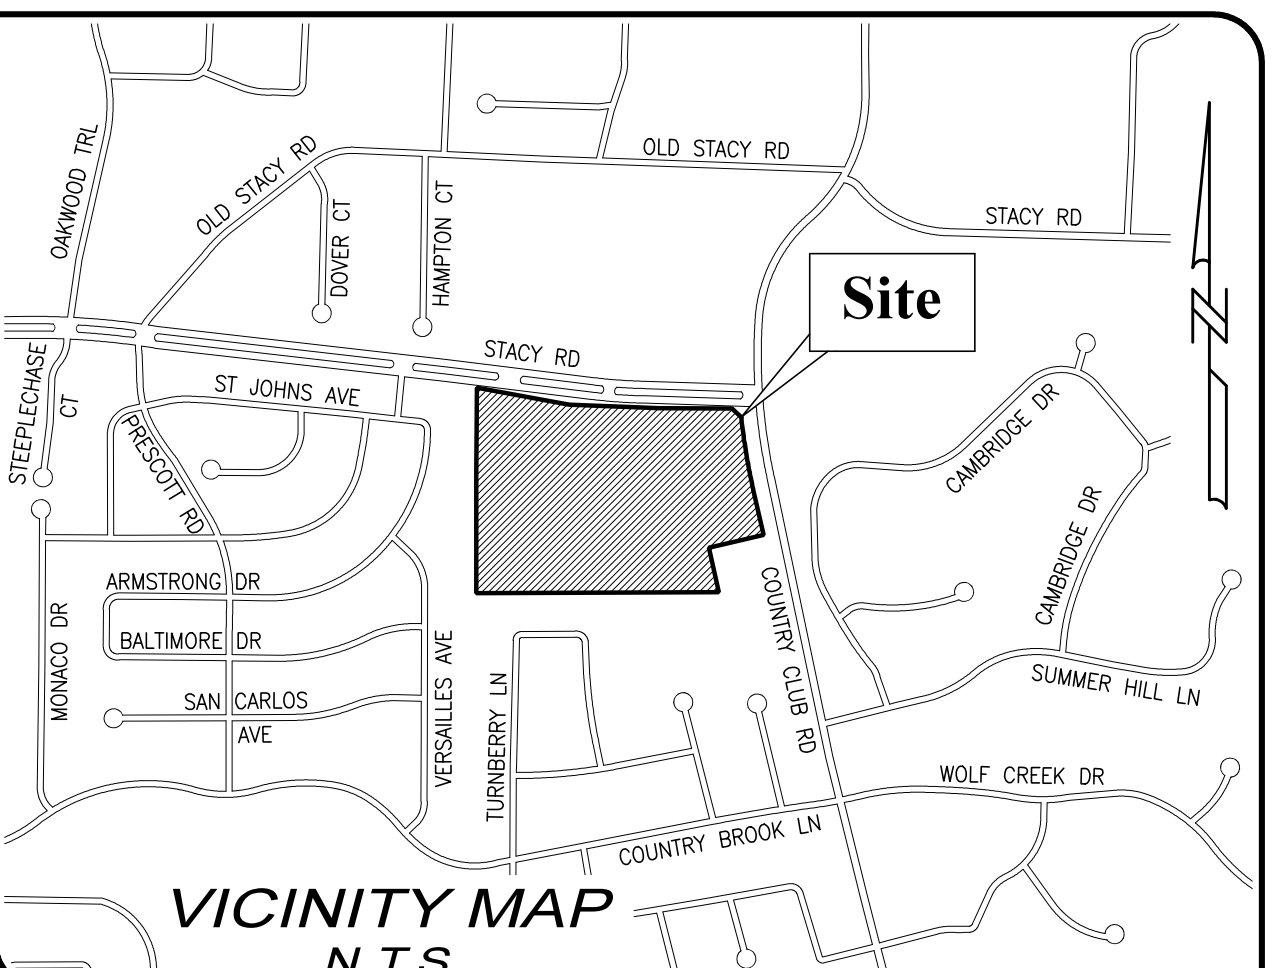 OAKWOOD TRL
OLD STACY RD
OLD STACY RD
DOVER CT
HAMPTON CT
STACY RD
Site
STACY RD
STEEPLECHASE
CT
ST JOHNS AVE
PRESCOTT RD
CAMBRIDGE DR
CAMBRIDGE DR
ARMSTRONG DR
BALTIMORE DR
MONACO DR
SAN CARLOS
AVE
VERSAILLES AVE
TURNBERRY LN
COUNTRY CLUB RD
SUMMER HILL LN
WOLF CREEK DR
COUNTRY BROOK LN
VICINITY MAP
N.T.S.
N